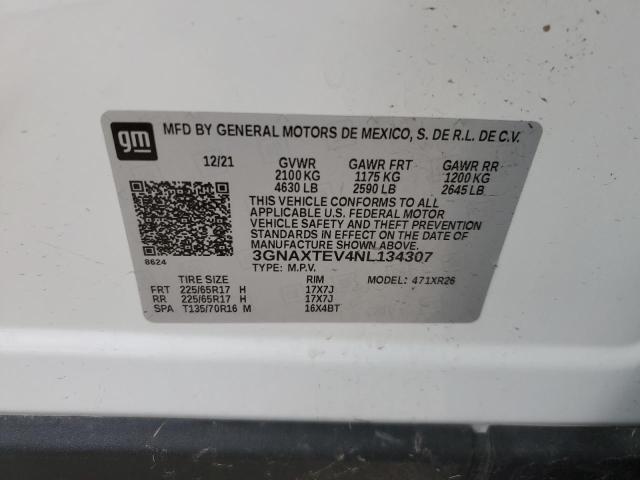 gm
MFD BY GENERAL MOTORS DE MEXICO, S. DE R.L. DE C.V.
12/21 GVWR GAWR FRT GAWR RR
2100 KG 1175 KG 1200 KG
4630 LB 2590 LB 2645 LB
THIS VEHICLE CONFORMS TO ALL
APPLICABLE U.S. FEDERAL MOTOR
VEHICLE SAFETY AND THEFT PREVENTION
STANDARDS IN EFFECT ON THE DATE OF
MANUFACTURE SHOWN ABOVE.
8624 3GNAXTEV4NL134307
TYPE: M.P.V. MODEL: 471XR26
TIRE SIZE RIM
FRT 225/65R17 H 17X7J
RR 225/65R17 H 17X7J
SPA T135/70R16 M 16X4BT